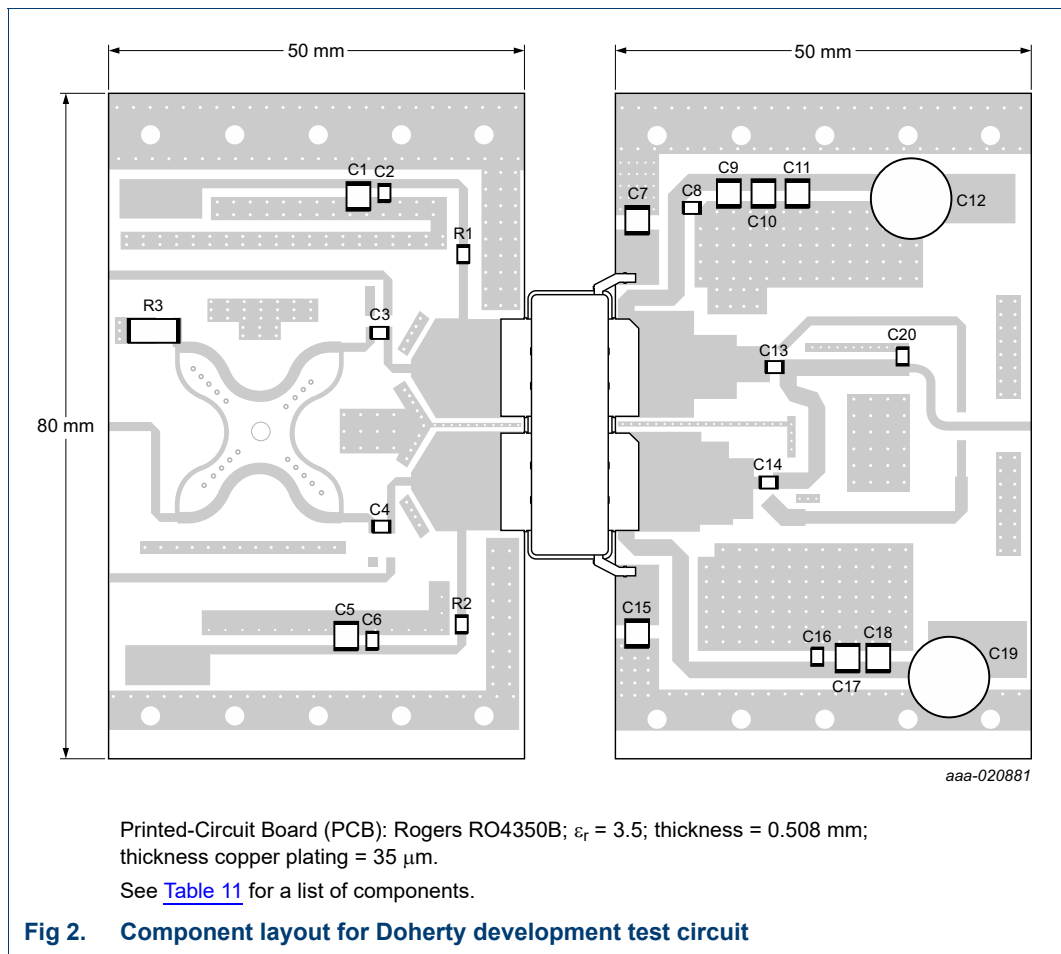 50 mm
50 mm
80 mm
C1
C2
R1
R3
C3
C4
C5
C6
R2
C7
C8
C9
C10
C11
C12
C13
C20
C14
C15
C16
C17
C18
C19
aaa-020881
Printed-Circuit Board (PCB): Rogers RO4350B; εr = 3.5; thickness = 0.508 mm;
thickness copper plating = 35 μm.
See Table 11 for a list of components.
Fig 2. Component layout for Doherty development test circuit